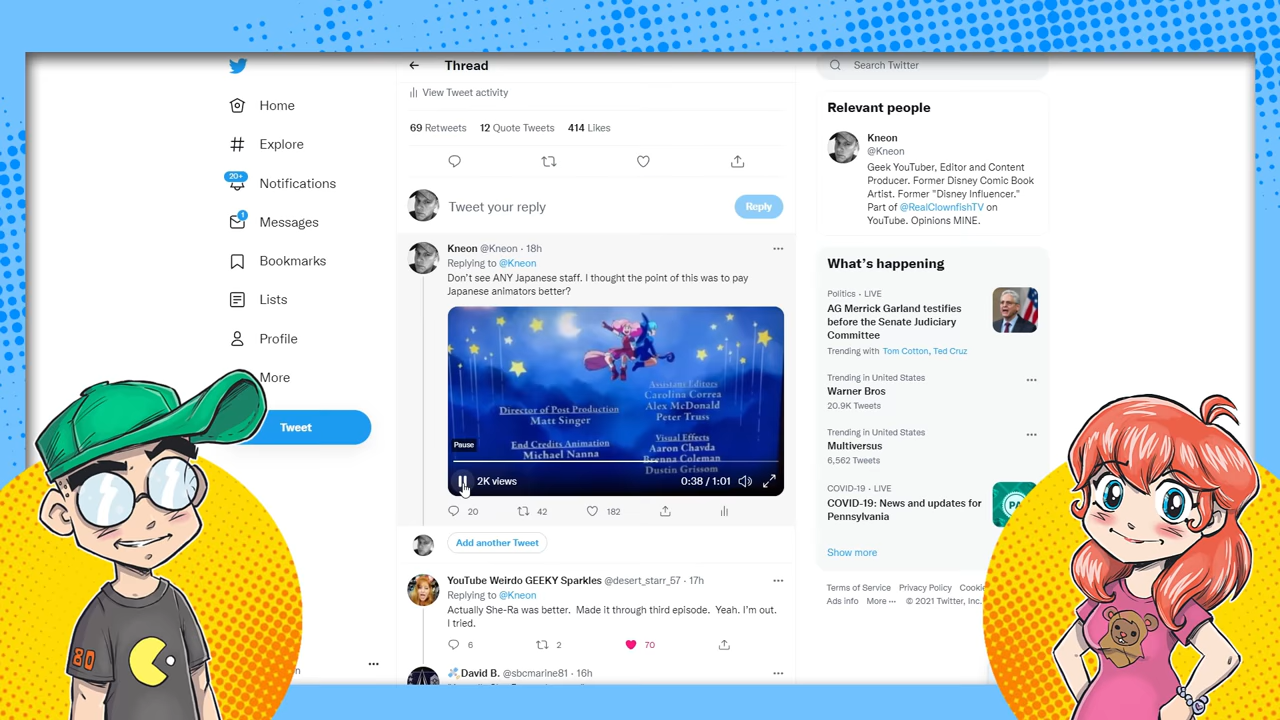 Home
Explore
20+
Notifications
1
Messages
Bookmarks
Lists
Profile
More
Tweet
Thread
View Tweet activity
69 Retweets 12 Quote Tweets 414 Likes
Tweet your reply
Reply
Kneon @Kneon · 18h
Replying to @Kneon
Don't see ANY Japanese staff. I thought the point of this was to pay
Japanese animators better?
Director of Post Production
Matt Singer
End Credits Animation
Michael Nanna
Assistant Editors
Carolina Correa
Alex McDonald
Peter Truss
Visual Effects
Aaron Chavda
Brenna Coleman
Dustin Grissom
Pause
2K views
0:38 / 1:01
20 42 182
Add another Tweet
YouTube Weirdo GEEKY Sparkles @desert_starr_57 · 17h
Replying to @Kneon
Actually She-Ra was better. Made it through third episode. Yeah. I'm out.
I tried.
6 2 70
David B. @sbcmarine81 · 16h
Search Twitter
Relevant people
Kneon
@Kneon
Geek YouTuber, Editor and Content
Producer. Former Disney Comic Book
Artist. Former "Disney Influencer."
Part of @RealClownfishTV on
YouTube. Opinions MINE.
What's happening
Politics · LIVE
AG Merrick Garland testifies
before the Senate Judiciary
Committee
Trending with Tom Cotton, Ted Cruz
Trending in United States
Warner Bros
20.9K Tweets
Trending in United States
Multiversus
6,562 Tweets
COVID-19 · LIVE
COVID-19: News and updates for
Pennsylvania
PA
Show more
Terms of Service Privacy Policy
Ads info More ··· © 2021 Twitter, Inc.
80